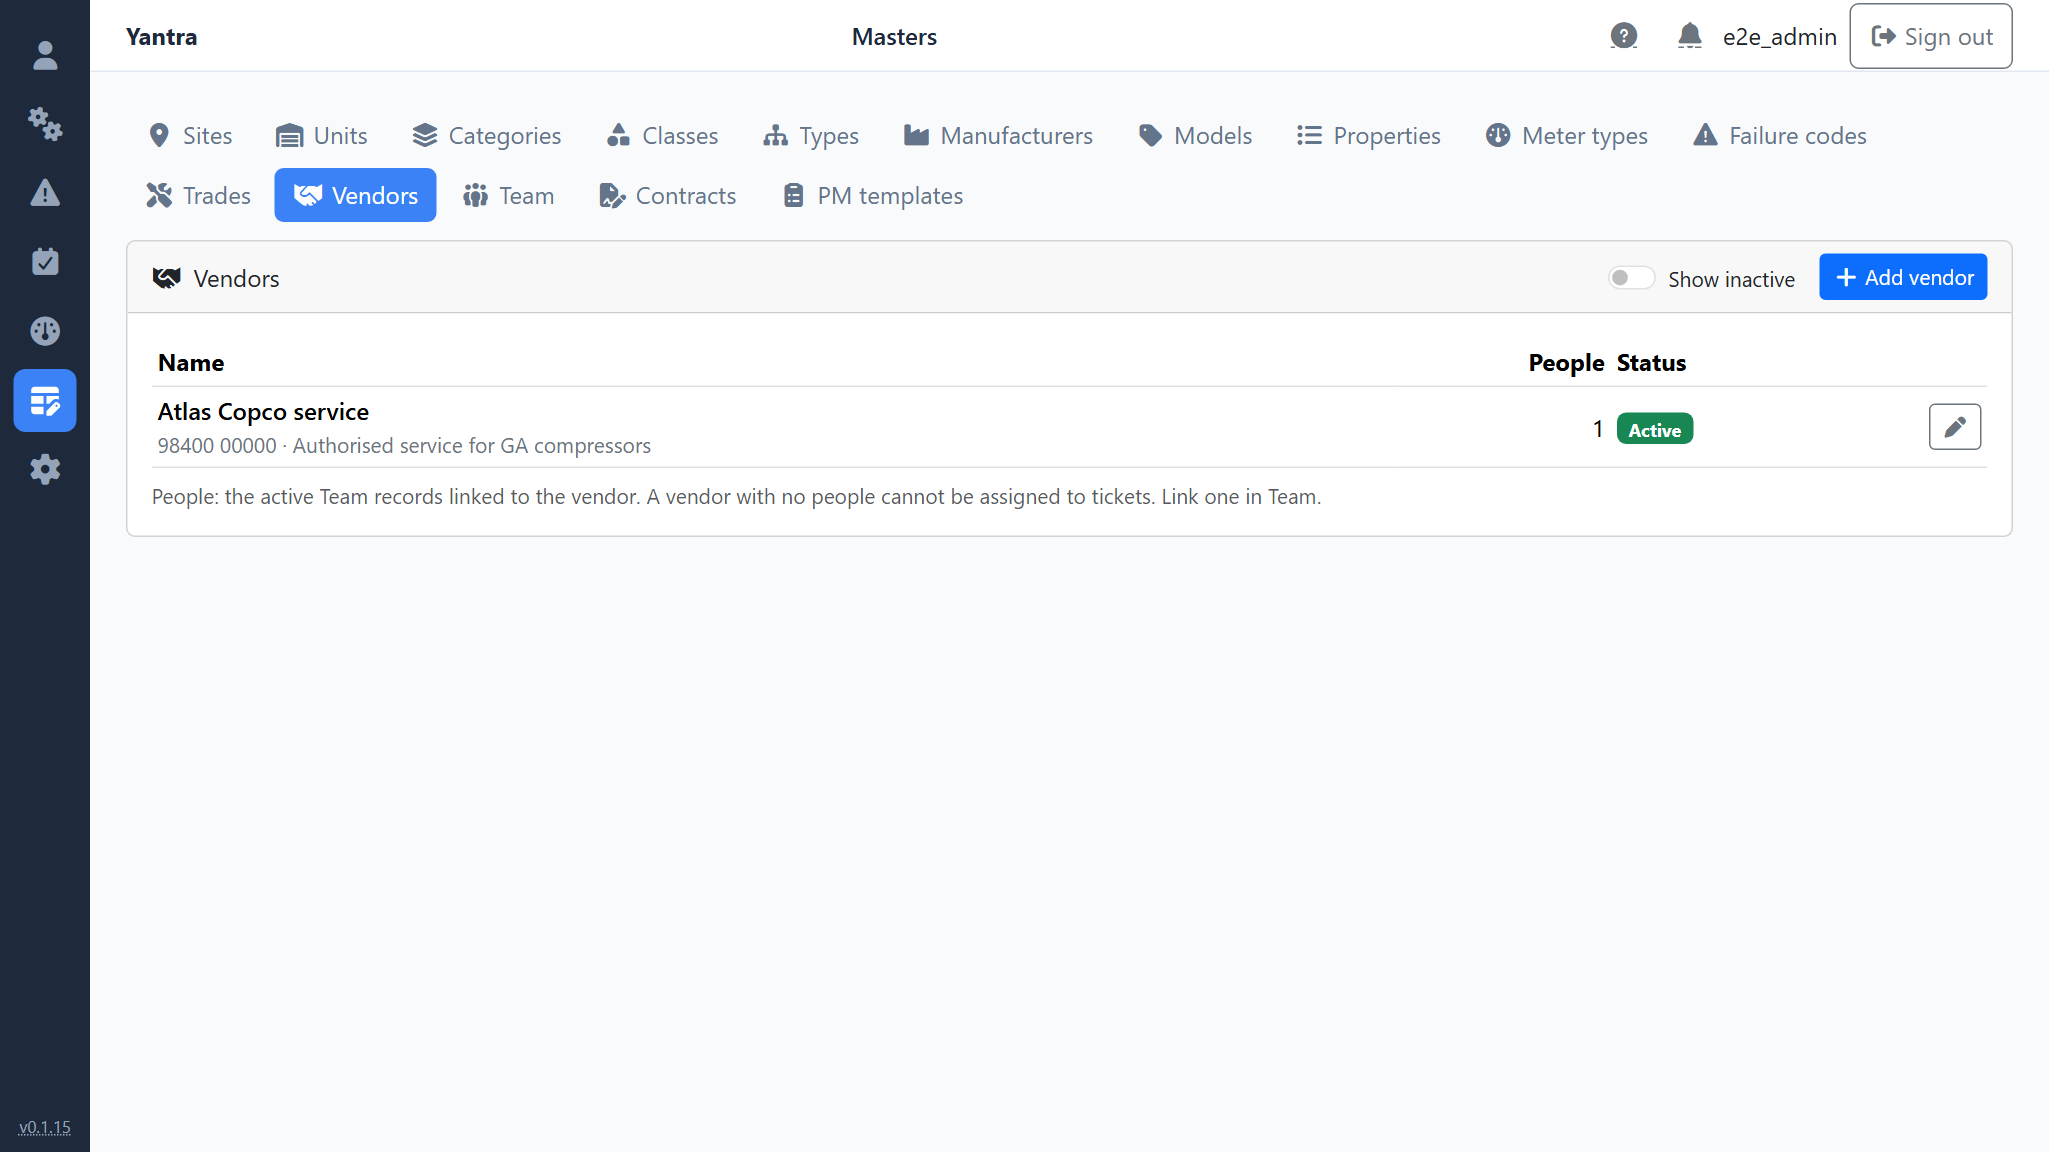 Yantra
Masters
e2e_admin
Sign out
Sites
Units
Categories
Classes
Types
Manufacturers
Models
Properties
Meter types
Failure codes
Trades
Vendors
Team
Contracts
PM templates
Vendors
Show inactive
Add vendor
Name
People
Status
Atlas Copco service
98400 00000 · Authorised service for GA compressors
1
Active
People: the active Team records linked to the vendor. A vendor with no people cannot be assigned to tickets. Link one in Team.
v0.1.15